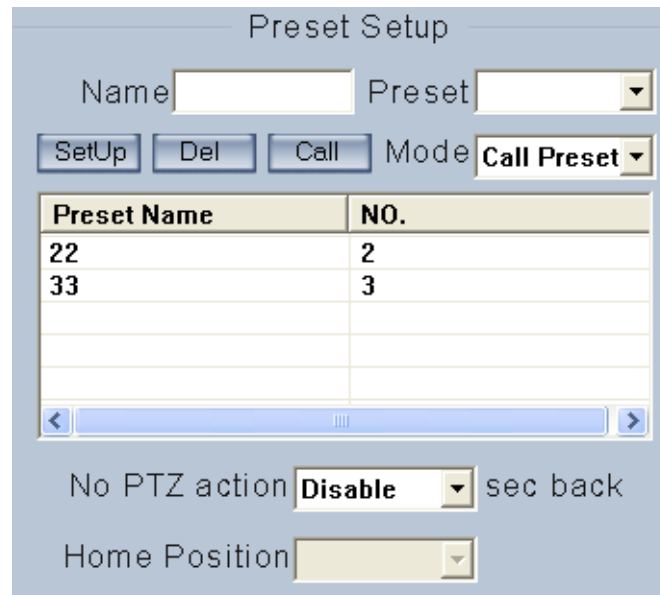 Preset Setup
Name Preset
SetUp Del Call Mode Call Preset
Preset Name NO.
22 2
33 3
No PTZ action Disable sec back
Home Position